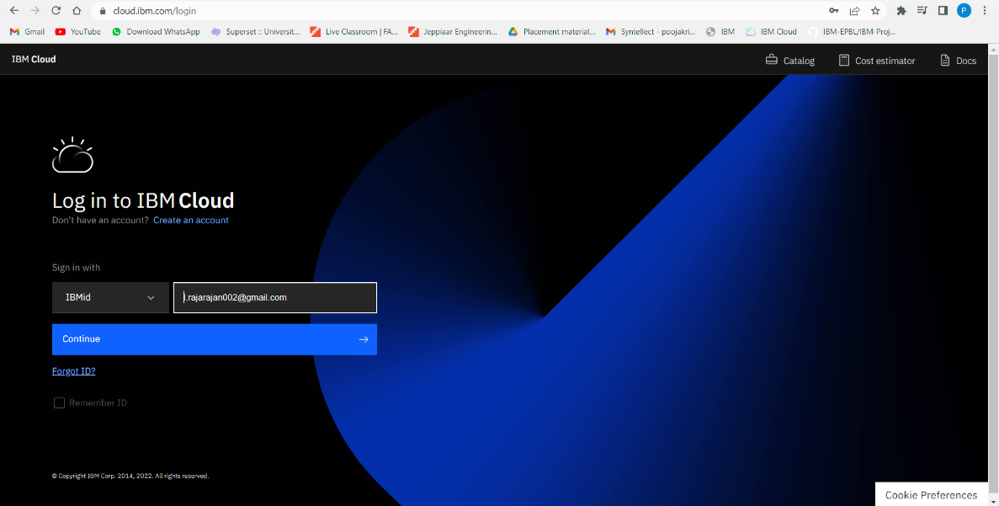 cloud.ibm.com/login
P
Gmail YouTube Download WhatsApp Superset :: Universit... Live Classroom | FA... Jeppiaar Engineerin... Placement material... Syntellect - poojakri... IBM IBM Cloud IBM-EPBL/IBM-Proj...
IBM Cloud Catalog Cost estimator Docs
Log in to IBM Cloud
Don't have an account? Create an account
Sign in with
IBMid l.rajarajan002@gmail.com
Continue
Forgot ID?
Remember ID
© Copyright IBM Corp. 2014, 2022. All rights reserved.
Cookie Preferences